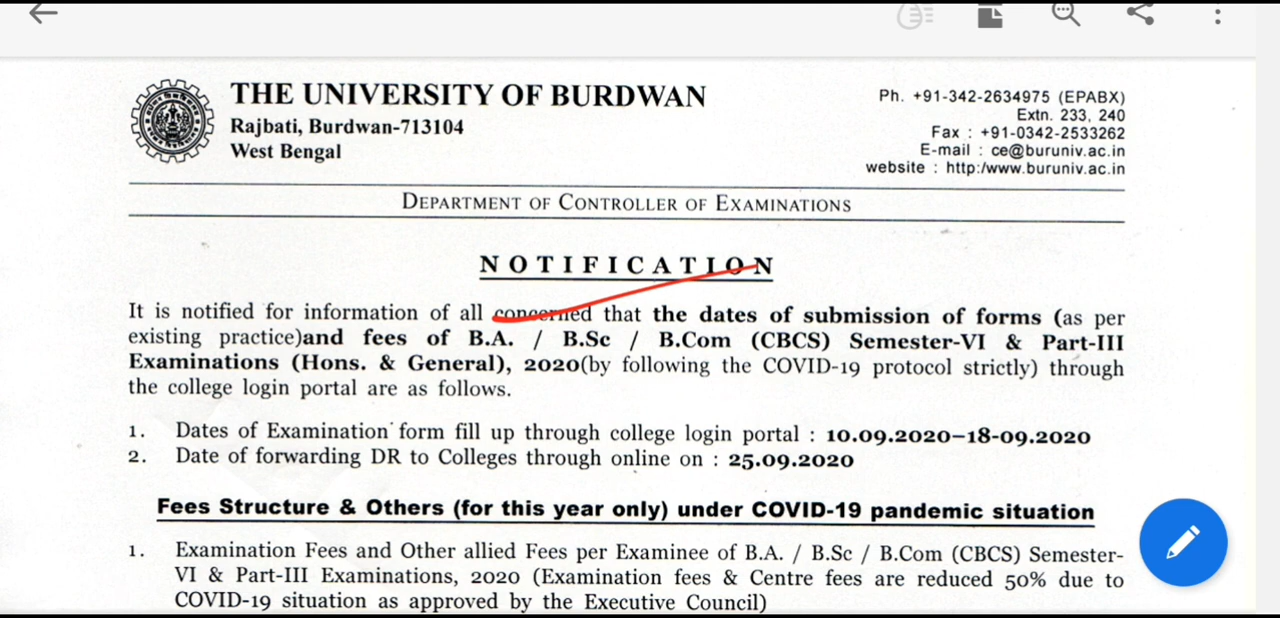 THE UNIVERSITY OF BURDWAN
Rajbati, Burdwan-713104
West Bengal
Ph. +91-342-2634975 (EPABX)
Extn. 233, 240
Fax : +91-0342-2533262
E-mail : ce@buruniv.ac.in
website : http:/www.buruniv.ac.in
DEPARTMENT OF CONTROLLER OF EXAMINATIONS
NOTIFICATION
It is notified for information of all concerned that the dates of submission of forms (as per
existing practice)and fees of B.A. / B.Sc / B.Com (CBCS) Semester-VI & Part-III
Examinations (Hons. & General), 2020(by following the COVID-19 protocol strictly) through
the college login portal are as follows.
1. Dates of Examination form fill up through college login portal : 10.09.2020–18-09.2020
2. Date of forwarding DR to Colleges through online on : 25.09.2020
Fees Structure & Others (for this year only) under COVID-19 pandemic situation
1. Examination Fees and Other allied Fees per Examinee of B.A. / B.Sc / B.Com (CBCS) Semester-
VI & Part-III Examinations, 2020 (Examination fees & Centre fees are reduced 50% due to
COVID-19 situation as approved by the Executive Council)